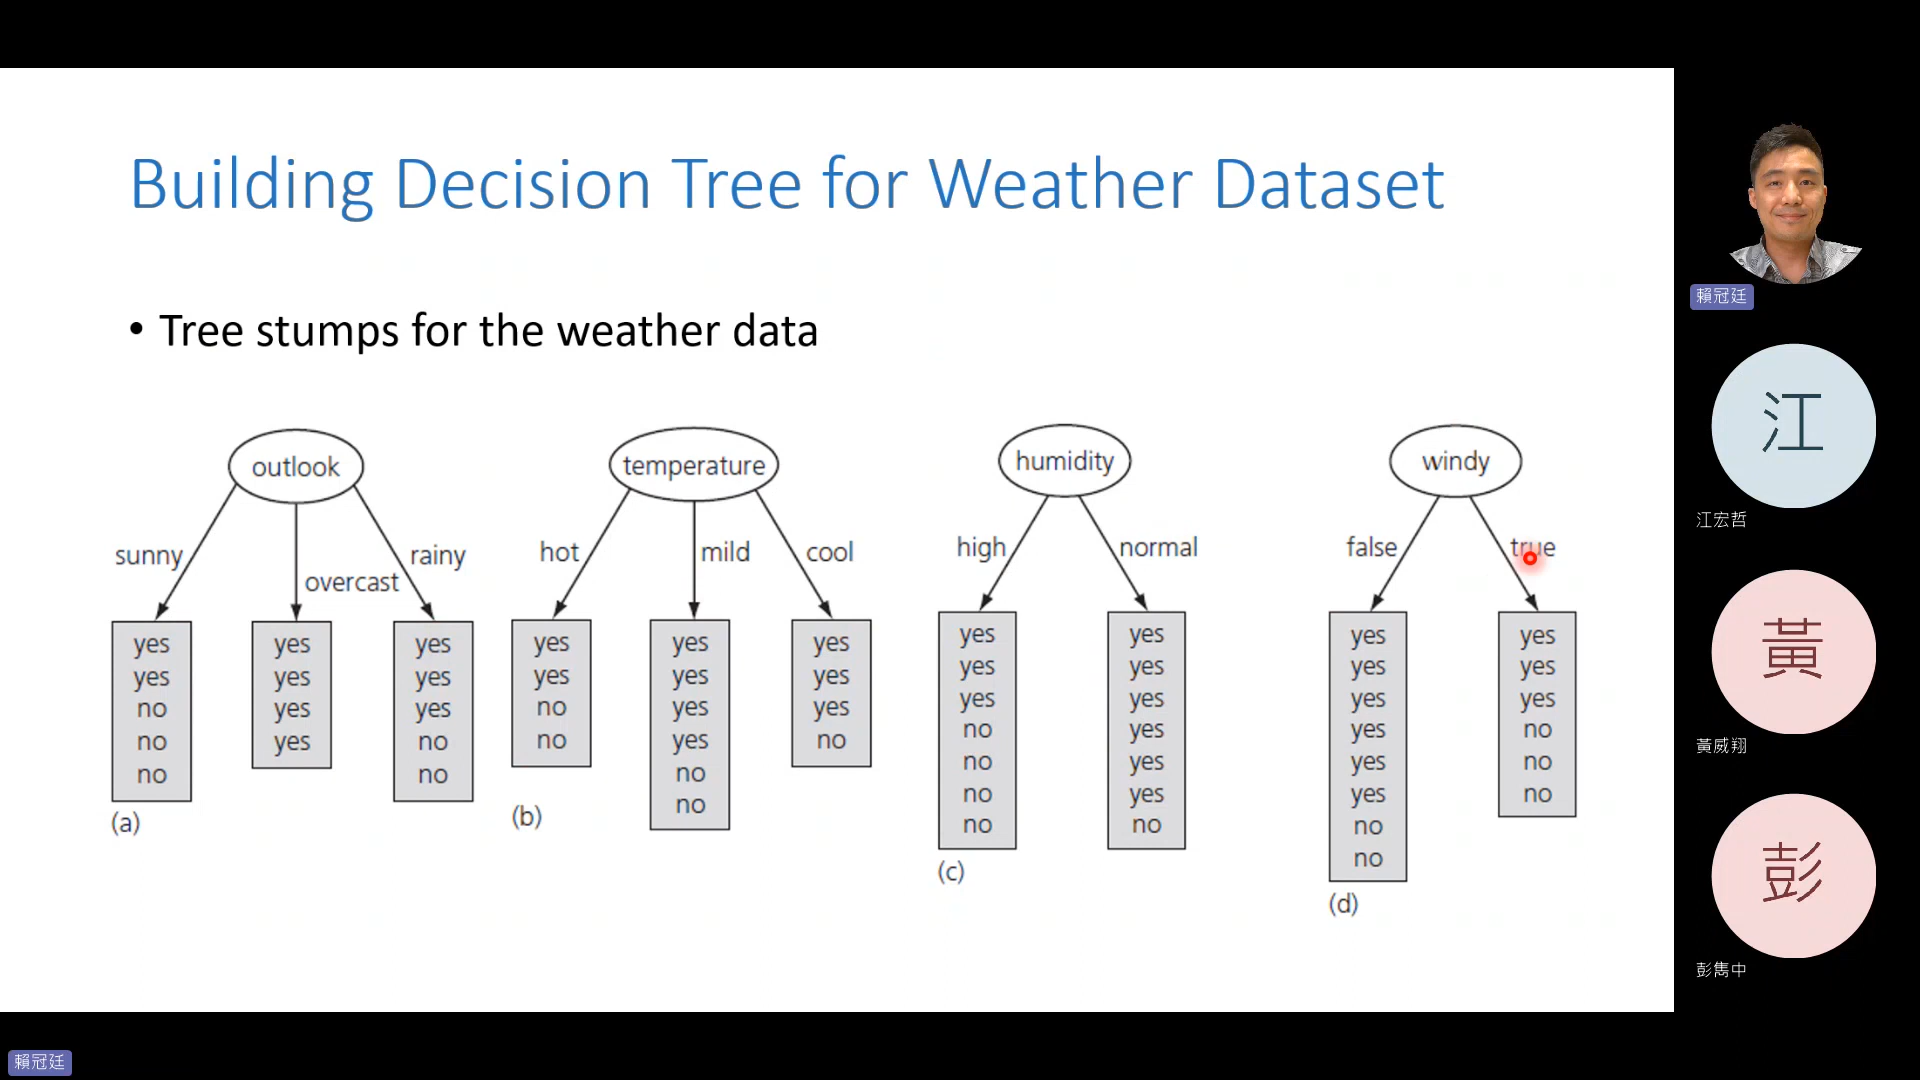 Building Decision Tree for Weather Dataset
• Tree stumps for the weather data
outlook
sunny
overcast
rainy
yes
yes
no
no
no
yes
yes
yes
yes
yes
yes
yes
no
no
(a)
temperature
hot
mild
cool
yes
yes
no
no
yes
yes
yes
yes
no
no
yes
yes
yes
no
(b)
humidity
high
normal
yes
yes
yes
no
no
no
no
yes
yes
yes
yes
yes
yes
no
(c)
windy
false
true
yes
yes
yes
yes
yes
yes
no
no
yes
yes
yes
no
no
no
(d)
賴冠廷
江
江宏哲
黃
黃威翔
彭
彭雋中
賴冠廷